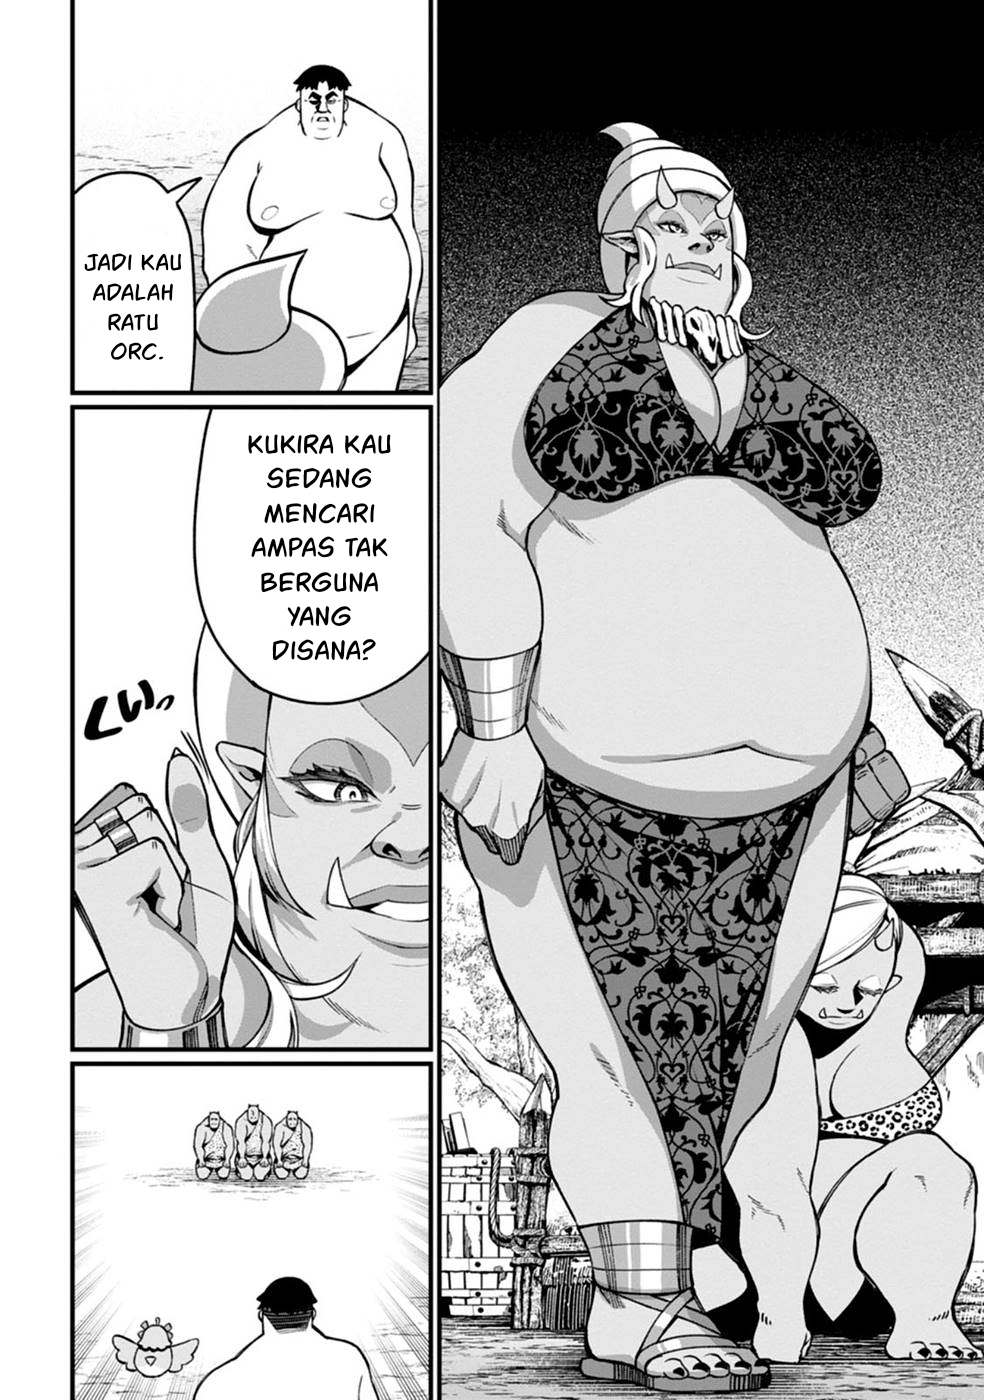 JADI KAU
ADALAH
RATU
ORC.
KUKIRA KAU
SEDANG
MENCARI
AMPAS TAK
BERGUNA
YANG
DISANA?
くいっ